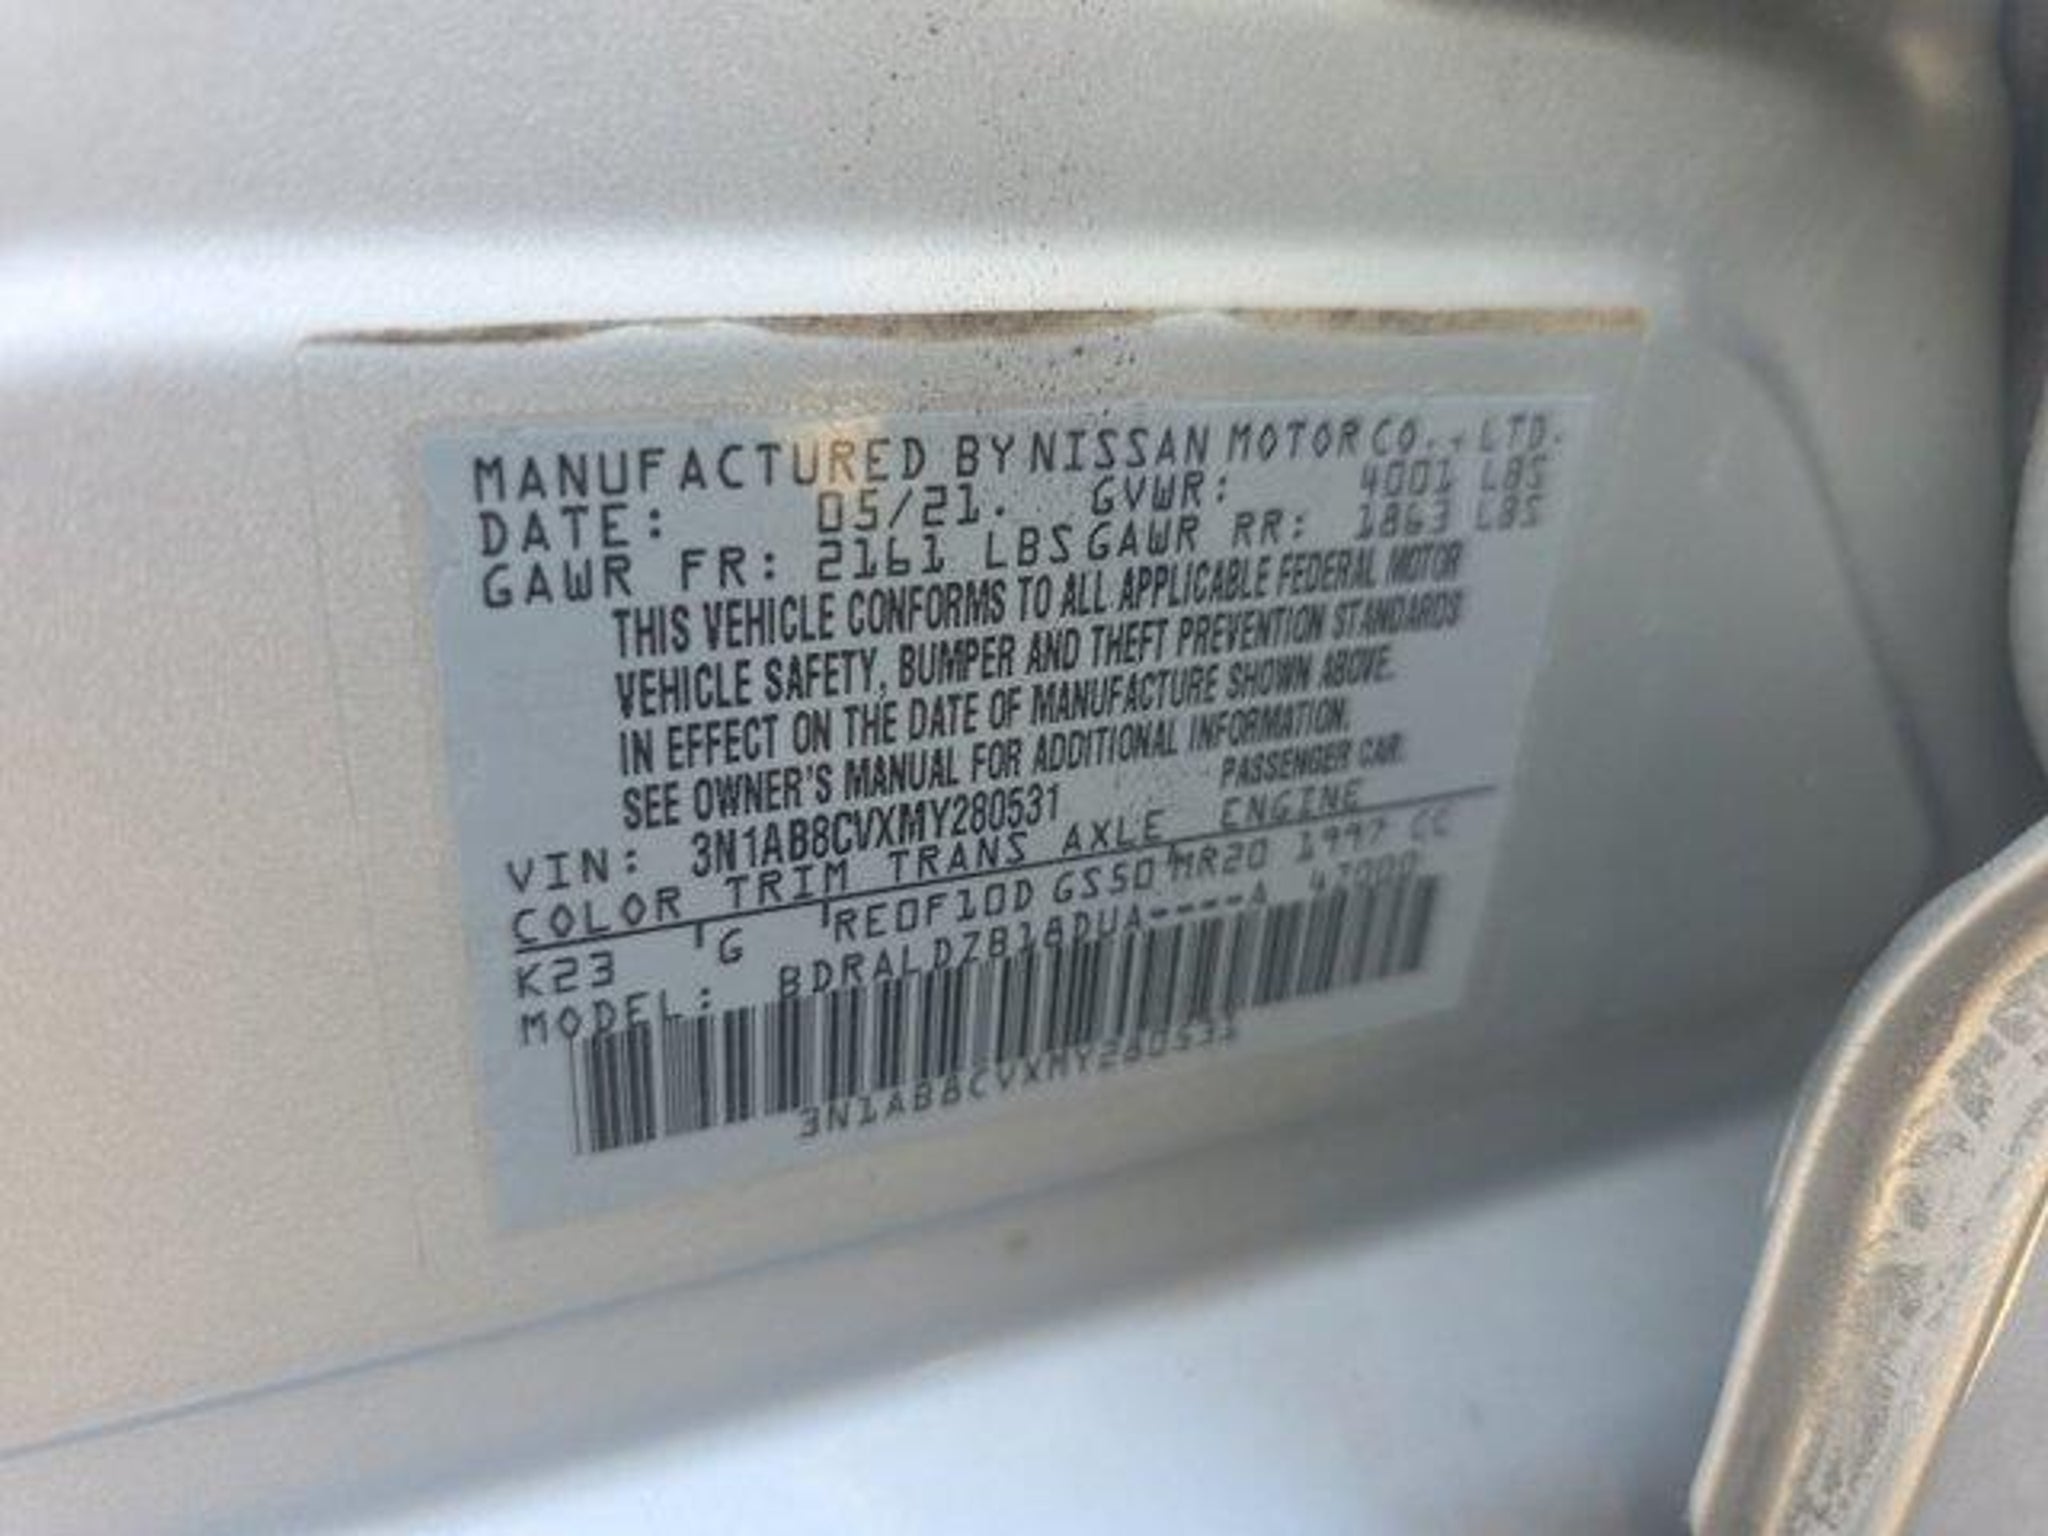 MANUFACTURED BY NISSAN MOTOR CO., LTD.
DATE: 05/21. GVWR: 4001 LBS
GAWR FR: 2161 LBS GAWR RR: 1863 LBS
THIS VEHICLE CONFORMS TO ALL APPLICABLE FEDERAL MOTOR
VEHICLE SAFETY, BUMPER AND THEFT PREVENTION STANDARDS
IN EFFECT ON THE DATE OF MANUFACTURE SHOWN ABOVE.
SEE OWNER'S MANUAL FOR ADDITIONAL INFORMATION.
VIN: 3N1AB8CVXMY280531 PASSENGER CAR.
COLOR TRIM TRANS AXLE ENGINE
K23 G RE0F10D GS50 MR20 1997 CC
MODEL: BDRALDZB18DUA----A
3N1AB8CVXMY280531